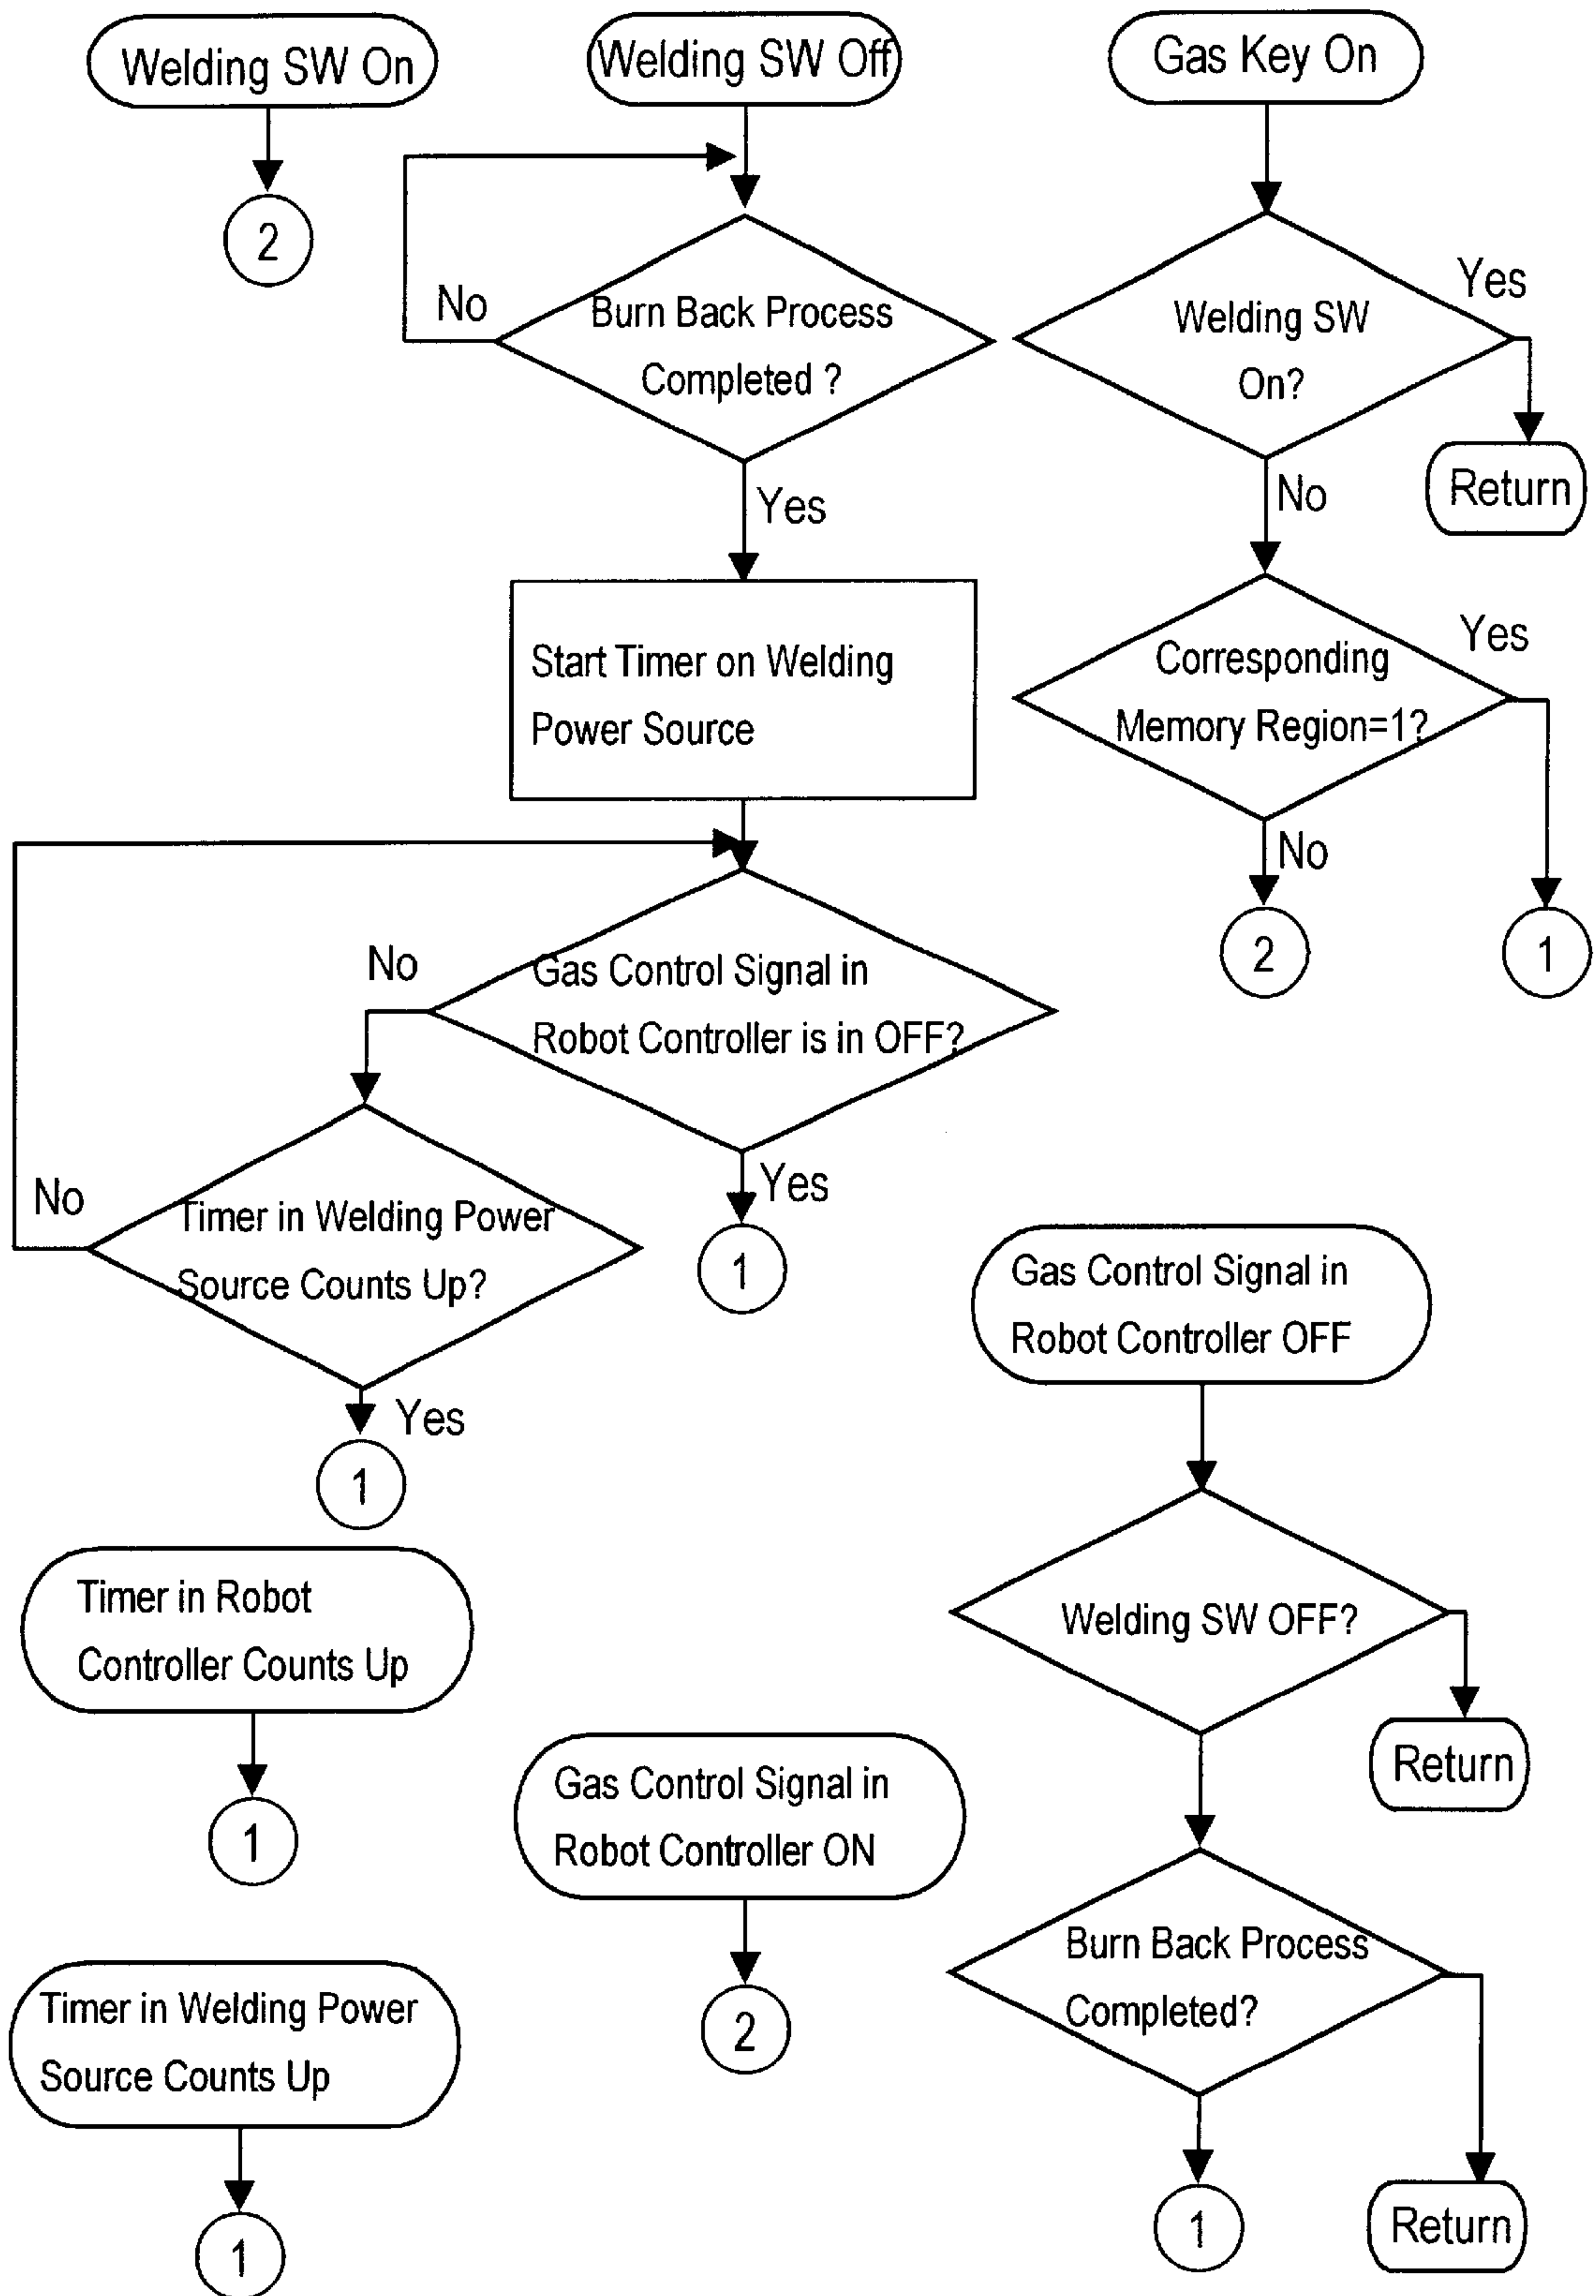 Welding SW On
2
Welding SW Off
No
Burn Back Process
Completed ?
Yes
Start Timer on Welding
Power Source
No
Gas Control Signal in
Robot Controller is in OFF?
Yes
1
No
Timer in Welding Power
Source Counts Up?
Yes
1
Gas Key On
Welding SW
On?
Yes
Return
No
Corresponding
Memory Region=1?
Yes
1
No
2
Timer in Robot
Controller Counts Up
1
Timer in Welding Power
Source Counts Up
1
Gas Control Signal in
Robot Controller ON
2
Gas Control Signal in
Robot Controller OFF
Welding SW OFF?
Return
Burn Back Process
Completed?
1
Return